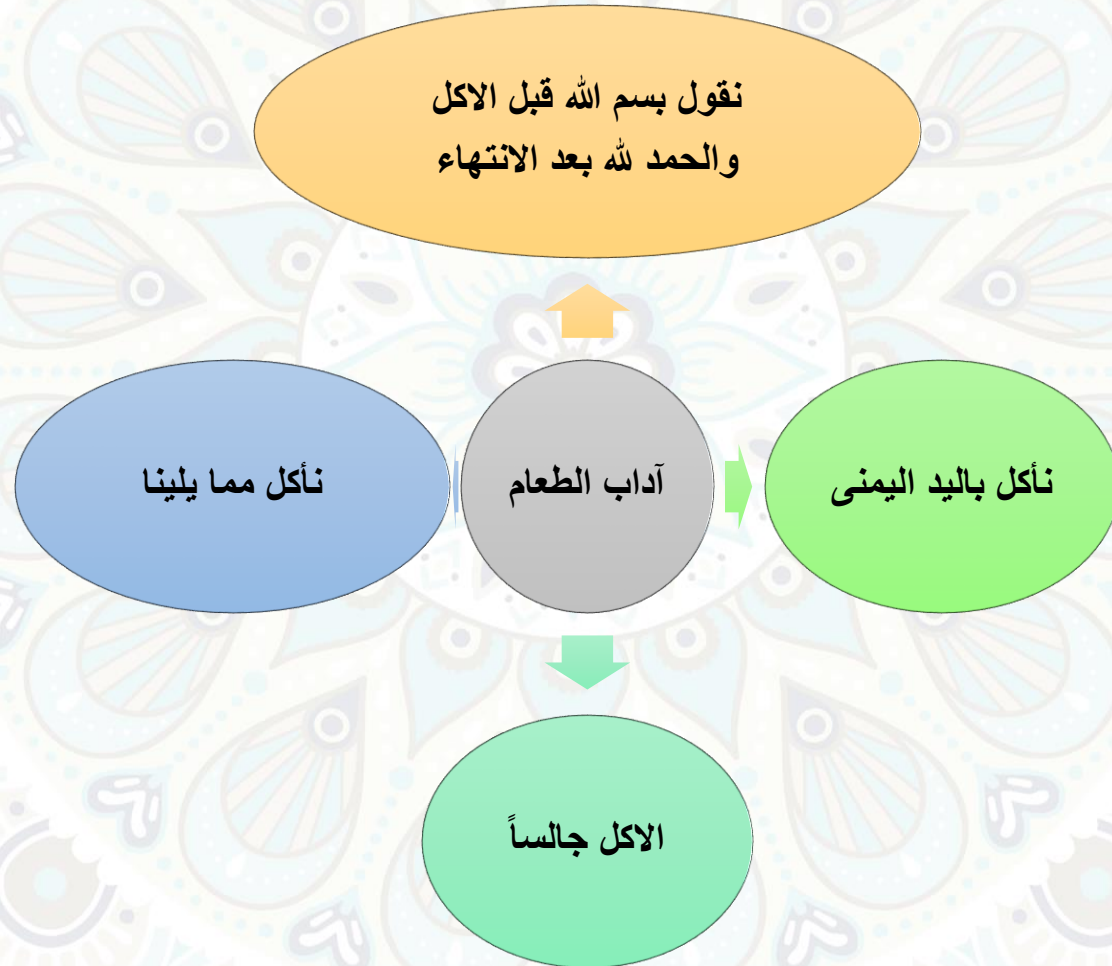 نقول بسم الله قبل الاكل
والحمد لله بعد الانتهاء
نأكل باليد اليمنى
آداب الطعام
نأكل مما يلينا
الاكل جالساً